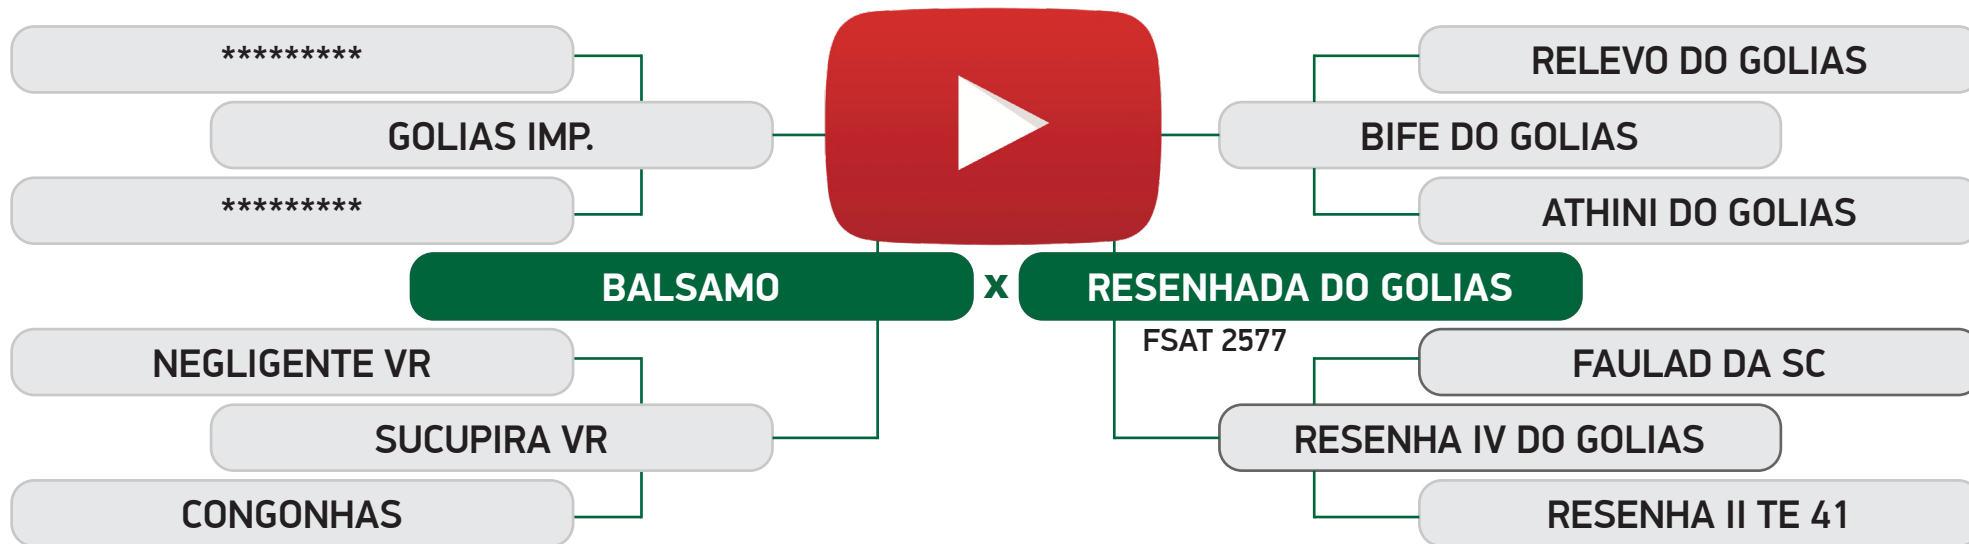 *********
RELEVO DO GOLIAS
GOLIAS IMP.
BIFE DO GOLIAS
*********
ATHINI DO GOLIAS
BALSAMO x RESENHADA DO GOLIAS
FSAT 2577
NEGLIGENTE VR
FAULAD DA SC
SUCUPIRA VR
RESENHA IV DO GOLIAS
CONGONHAS
RESENHA II TE 41